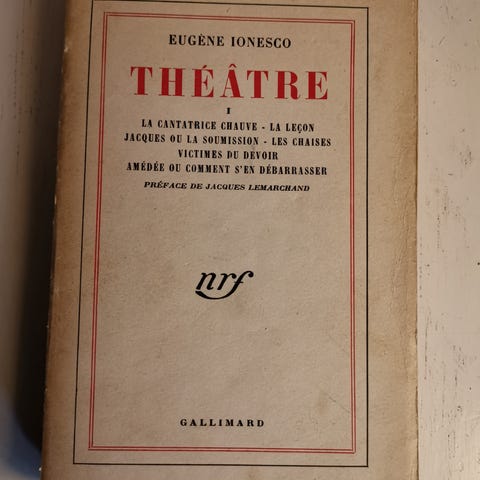 EUGÈNE IONESCO
THÉÂTRE
I
LA CANTATRICE CHAUVE - LA LEÇON
JACQUES OU LA SOUMISSION - LES CHAISES
VICTIMES DU DEVOIR
AMÉDÉE OU COMMENT S'EN DÉBARRASSER
PRÉFACE DE JACQUES LEMARCHAND
nrf
GALLIMARD